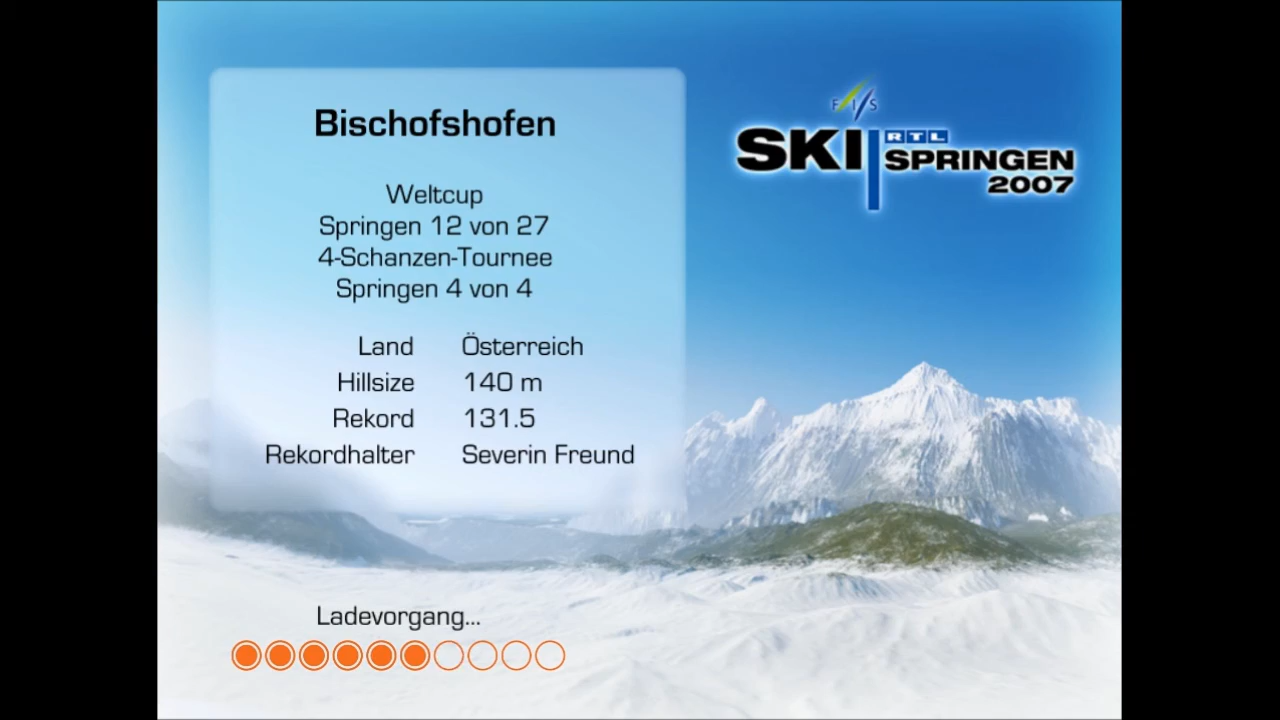 Bischofshofen
Weltcup
Springen 12 von 27
4-Schanzen-Tournee
Springen 4 von 4
Land Österreich
Hillsize 140 m
Rekord 131.5
Rekordhalter Severin Freund
Ladevorgang...
FIS
SKI RTL SPRINGEN
2007